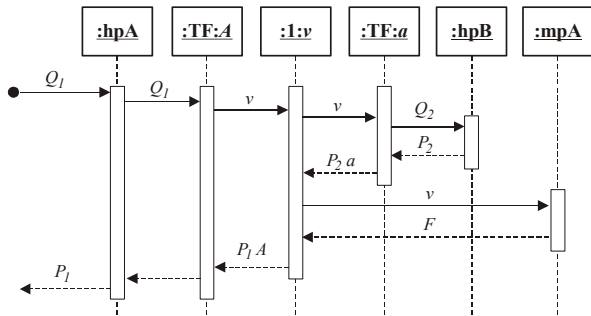 :hpA :TF:A :1:v :TF:a :hpB :mpA
Q1 Q1 v v Q2
P2
P2 a
v
F
P1 A
P1